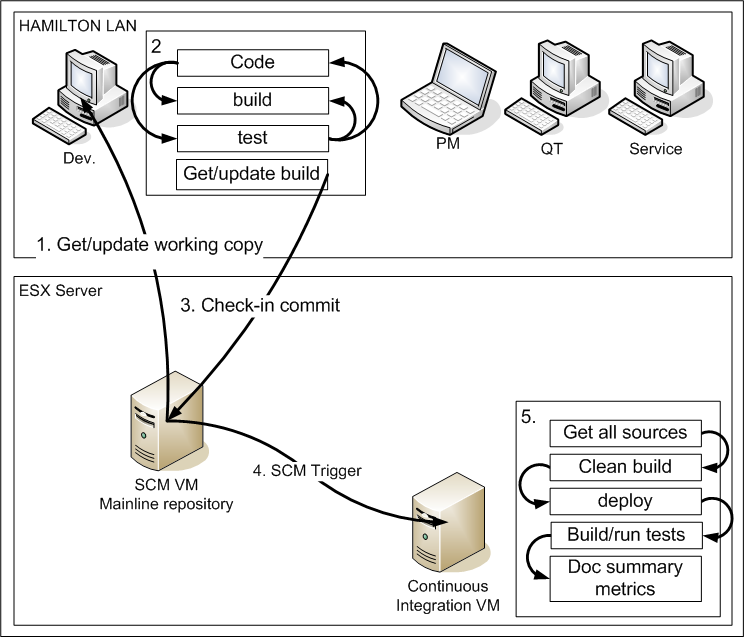 HAMILTON LAN
2
Code
build
test
Get/update build
Dev.
PM
QT
Service
1. Get/update working copy
ESX Server
3. Check-in commit
SCM VM
Mainline repository
4. SCM Trigger
Continuous
Integration VM
5.
Get all sources
Clean build
deploy
Build/run tests
Doc summary
metrics